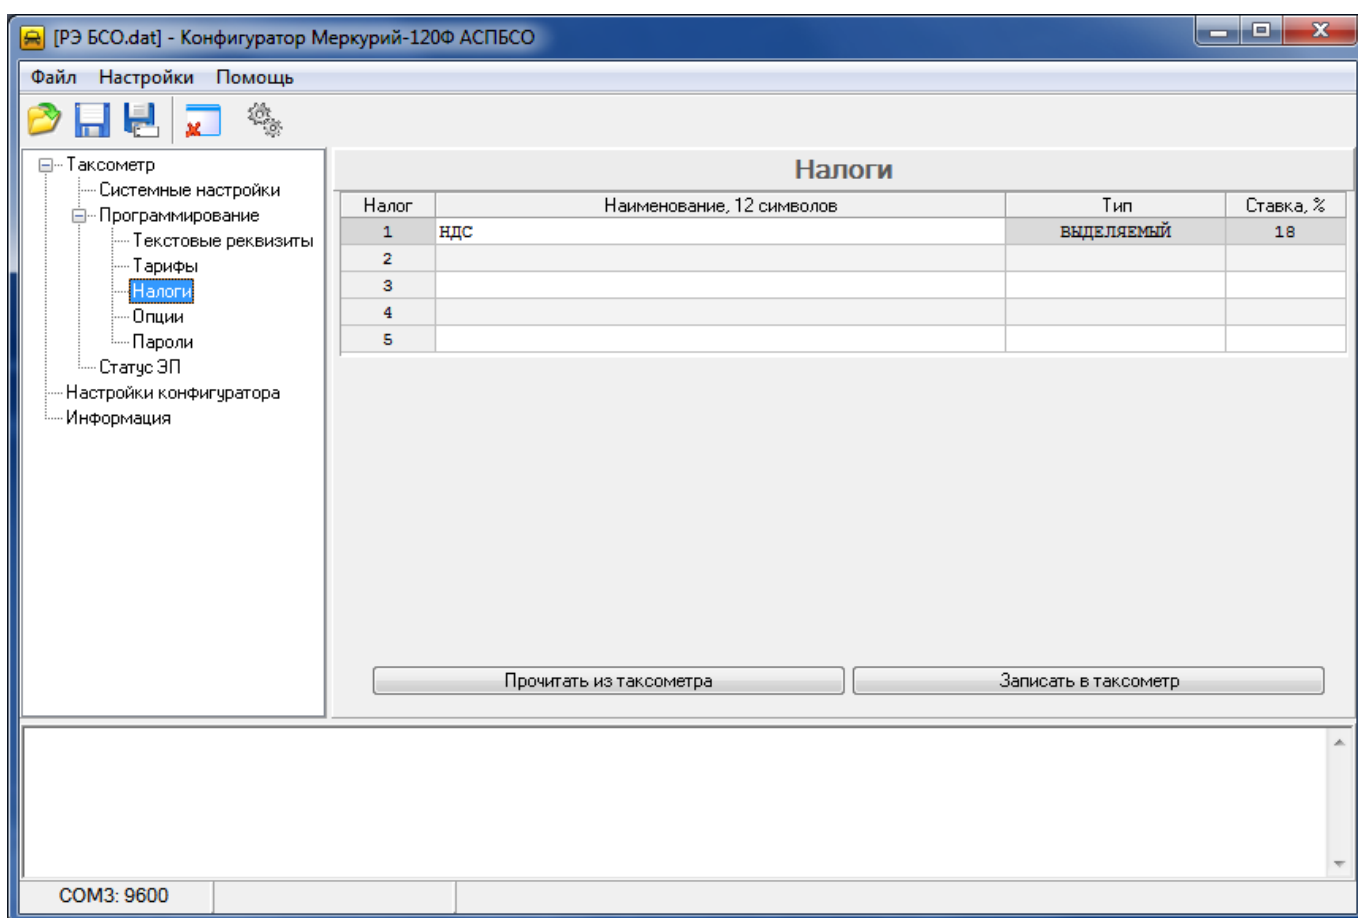 [РЭ БСО.dat] - Конфигуратор Меркурий-120Ф АСПБСО
Файл Настройки Помощь
Таксометр
Системные настройки
Программирование
Текстовые реквизиты
Тарифы
Налоги
Опции
Пароли
Статус ЭП
Настройки конфигуратора
Информация
Налоги
Налог Наименование, 12 символов Тип Ставка, %
1 НДС ВЫДЕЛЯЕМЫЙ 18
2
3
4
5
Прочитать из таксометра Записать в таксометр
COM3: 9600